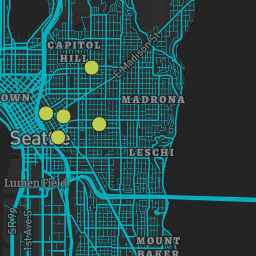 CAPITOL
HILL
E Madison St
OWN
MADRONA
Seattle
LESCHI
Lumen Field
SR 99
1st Ave S
MOUNT
BAKER